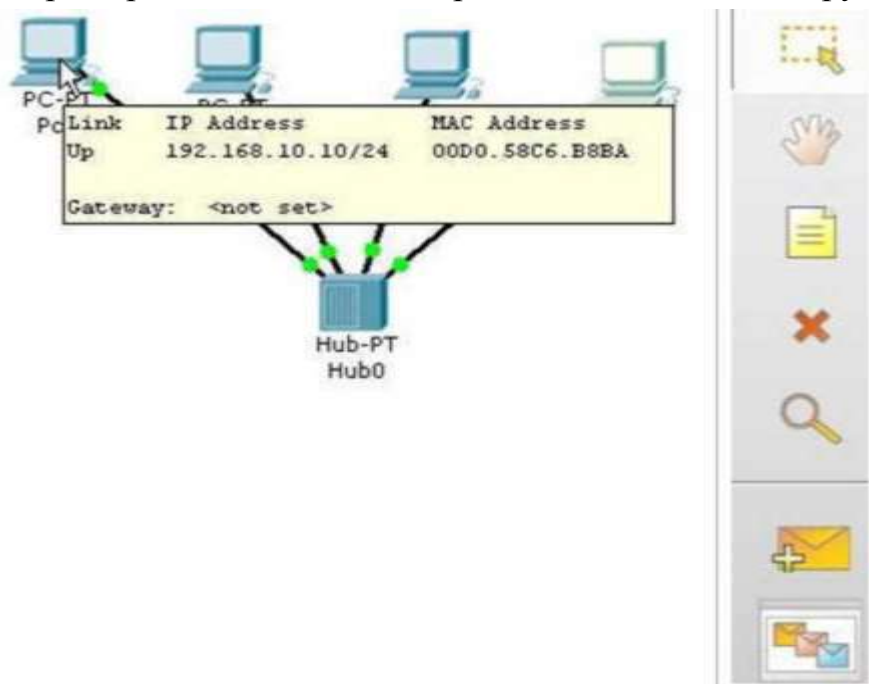 PC-PT
Link IP Address MAC Address
Up 192.168.10.10/24 00D0.58C6.B8BA
Gateway: <not set>
Hub-PT
Hub0